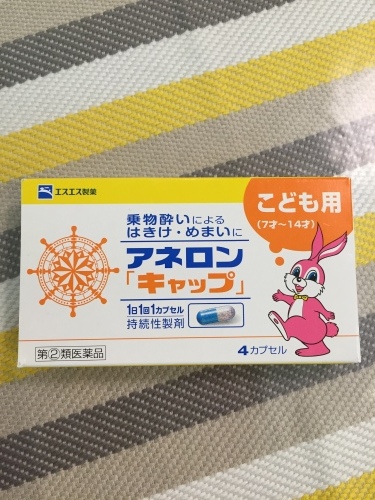 エスエス製薬
こども用
(7才〜14才)
乗物酔いによる
はきけ・めまいに
アネロン
「キャップ」
1日1回1カプセル
持続性製剤
指定第②類医薬品
4カプセル